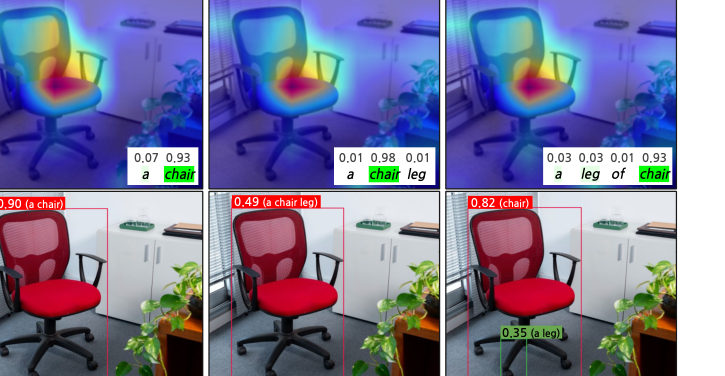 0.07 0.93
a chair
0.01 0.98 0.01
a chair leg
0.03 0.03 0.01 0.93
a leg of chair
0.90 (a chair)
0.49 (a chair leg)
0.82 (chair)
0.35 (a leg)